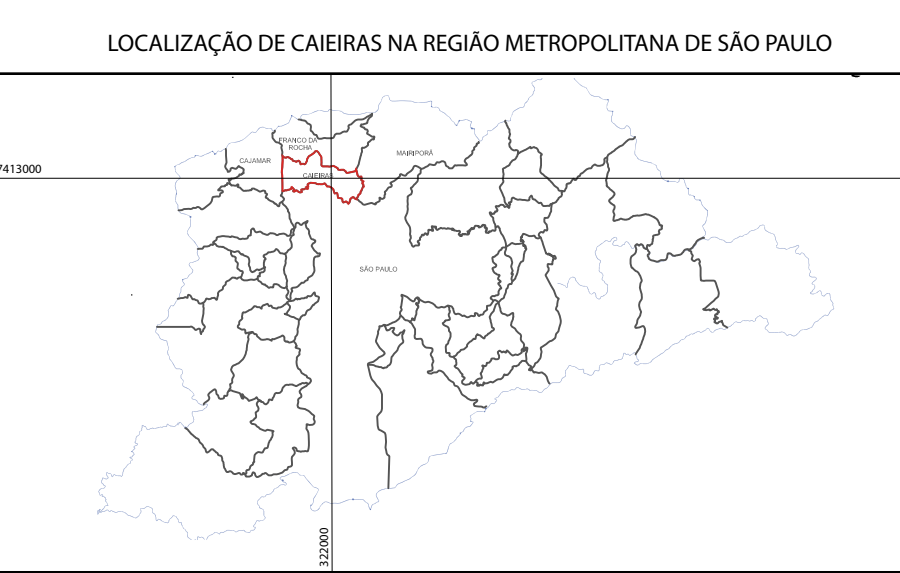 LOCALIZAÇÃO DE CAIEIRAS NA REGIÃO METROPOLITANA DE SÃO PAULO
FRANCO DA
ROCHA
CAJAMAR
MAIRIPORÃ
7413000
CAIEIRAS
SÃO PAULO
322000